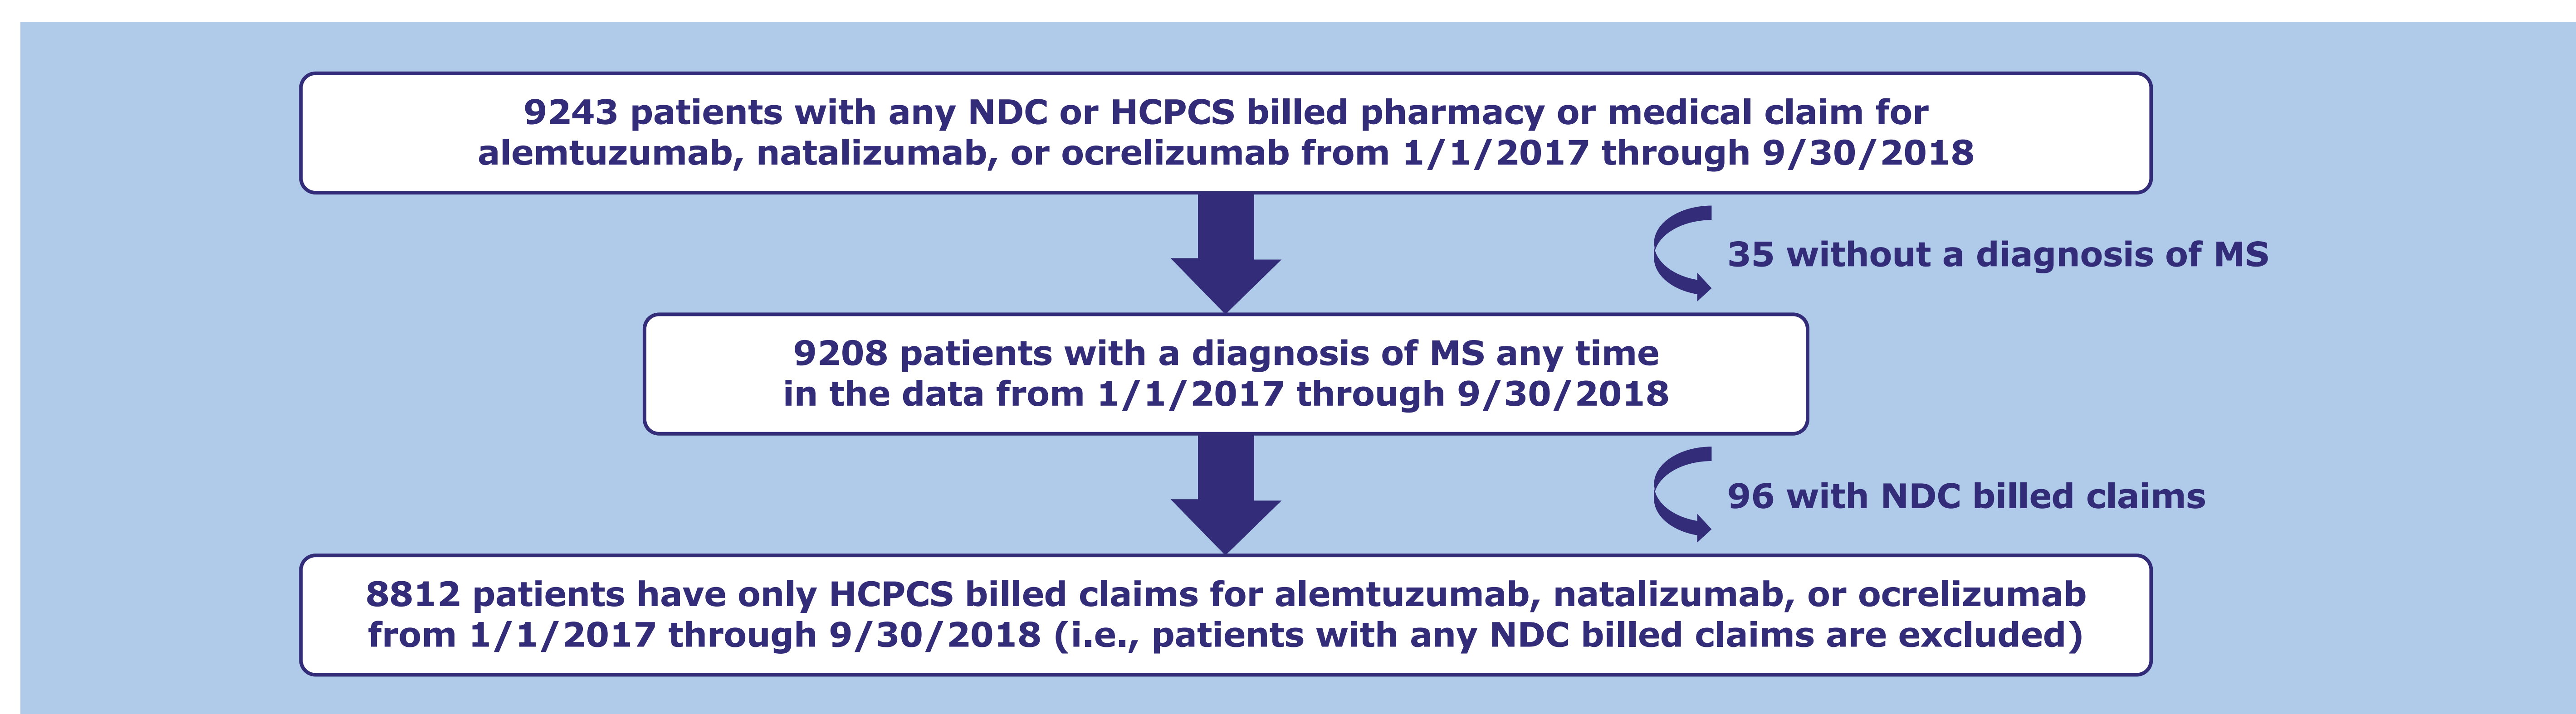 9243 patients with any NDC or HCPCS billed pharmacy or medical claim for
alemtuzumab, natalizumab, or ocrelizumab from 1/1/2017 through 9/30/2018
35 without a diagnosis of MS
9208 patients with a diagnosis of MS any time
in the data from 1/1/2017 through 9/30/2018
96 with NDC billed claims
8812 patients have only HCPCS billed claims for alemtuzumab, natalizumab, or ocrelizumab
from 1/1/2017 through 9/30/2018 (i.e., patients with any NDC billed claims are excluded)